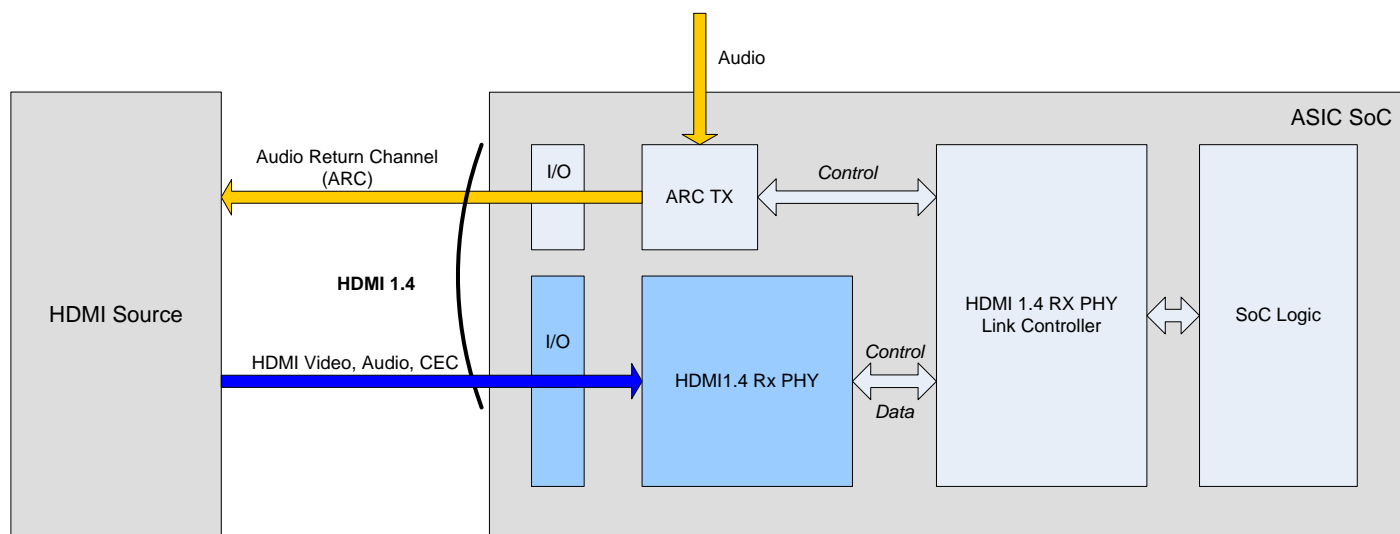 Audio
ASIC SoC
Audio Return Channel
(ARC)
I/O
ARC TX
Control
HDMI 1.4
HDMI Source
HDMI Video, Audio, CEC
I/O
HDMI1.4 Rx PHY
Control
Data
HDMI 1.4 RX PHY
Link Controller
SoC Logic